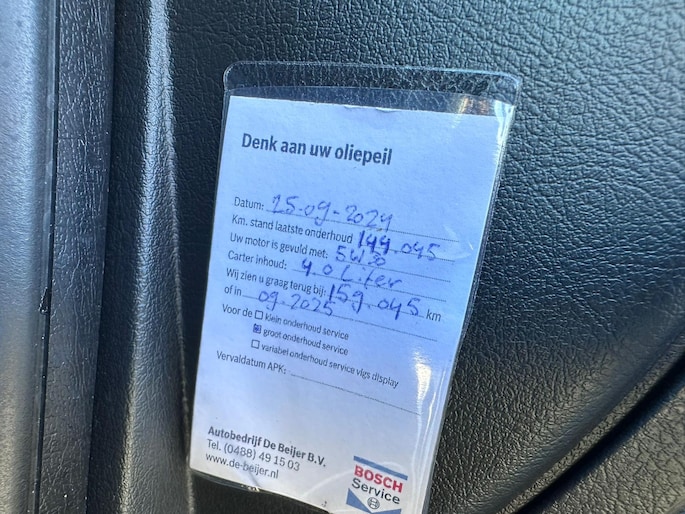 Denk aan uw oliepeil
Datum: 25-09-2024
Km. stand laatste onderhoud 144.045
Uw motor is gevuld met: 5W30
Carter inhoud: 4.0 Liter
Wij zien u graag terug bij: 159.045 km
of in 09-2025
Voor de klein onderhoud service
groot onderhoud service
variabel onderhoud service vlgs display
Vervaldatum APK:
Autobedrijf De Beijer B.V.
Tel. (0488) 49 15 03
www.de-beijer.nl
BOSCH
Service